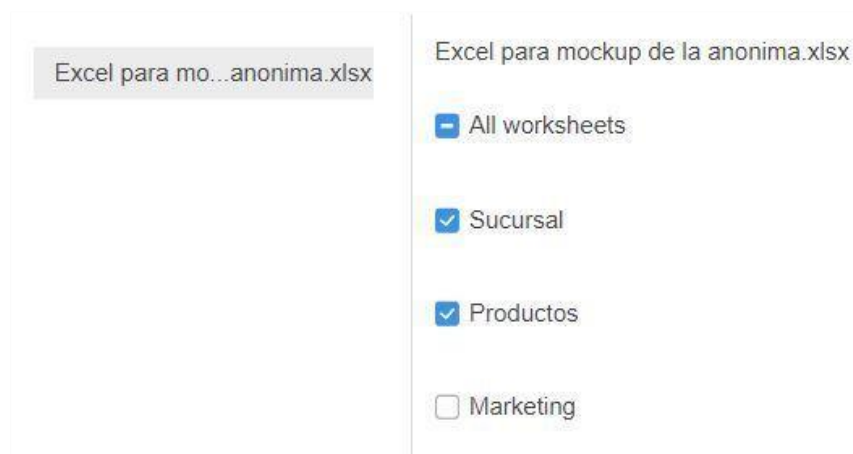 Excel para mo...anonima.xlsx
Excel para mockup de la anonima.xlsx
All worksheets
Sucursal
Productos
Marketing